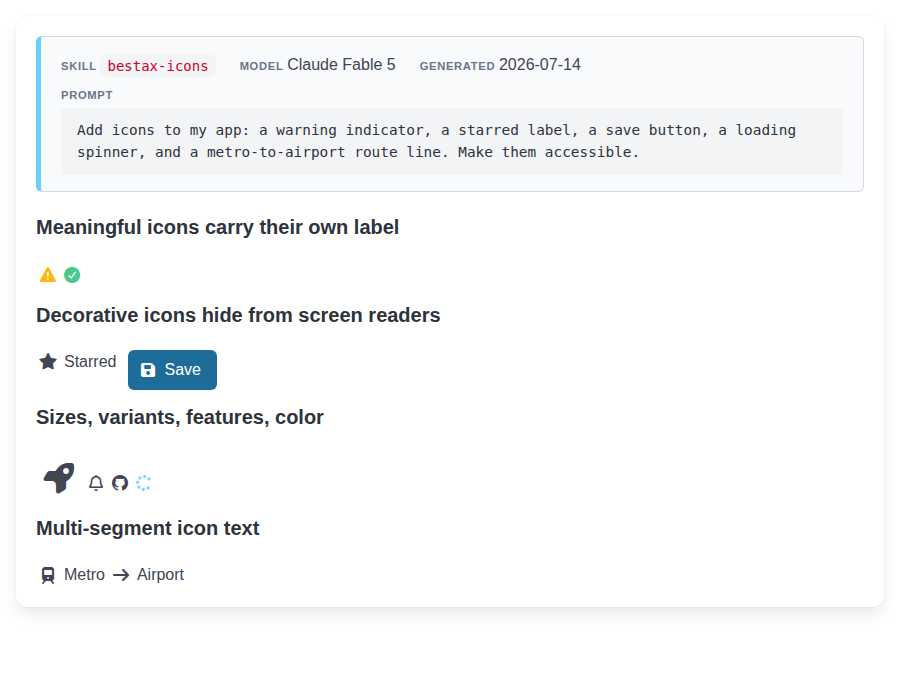 SKILL bestax-icons MODEL Claude Fable 5 GENERATED 2026-07-14
PROMPT
Add icons to my app: a warning indicator, a starred label, a save button, a loading
spinner, and a metro-to-airport route line. Make them accessible.
Meaningful icons carry their own label
Decorative icons hide from screen readers
Starred Save
Sizes, variants, features, color
Multi-segment icon text
Metro Airport